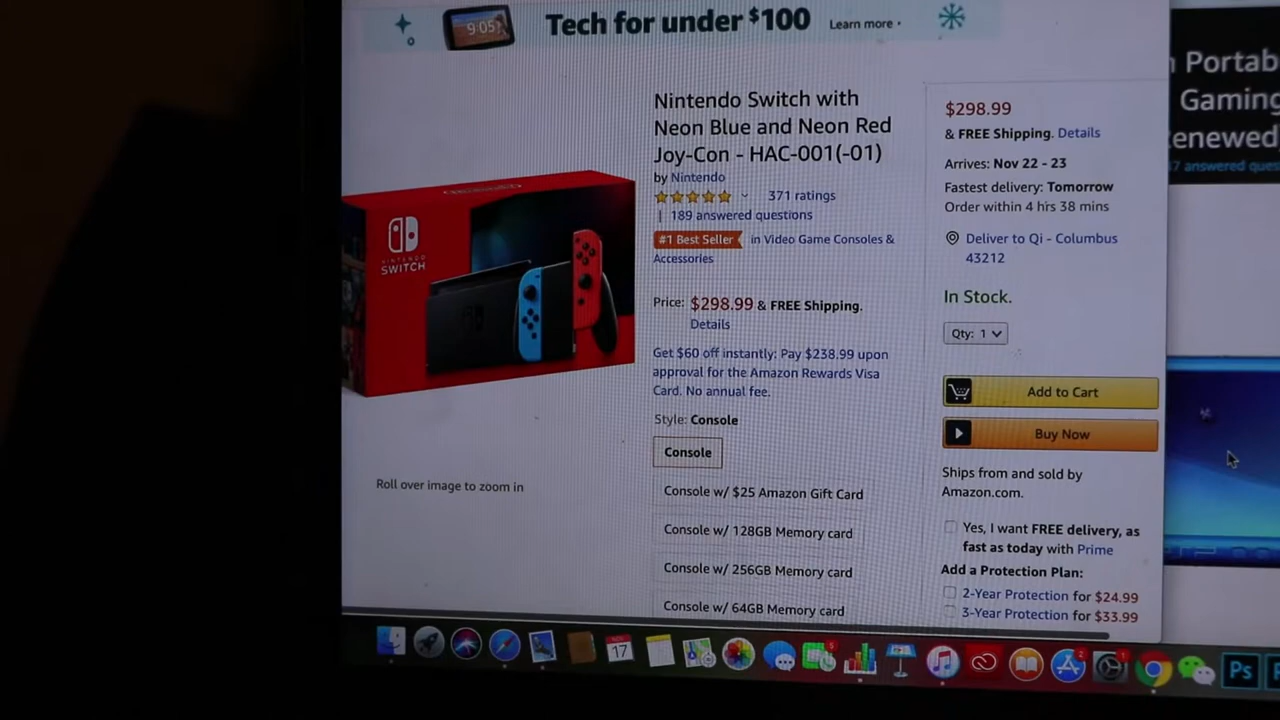 9:05
Tech for under $100
Learn more
Nintendo Switch with
Neon Blue and Neon Red
Joy-Con - HAC-001(-01)
by Nintendo
371 ratings
| 189 answered questions
#1 Best Seller in Video Game Consoles &
Accessories
Price: $298.99 & FREE Shipping.
Details
Get $60 off instantly: Pay $238.99 upon
approval for the Amazon Rewards Visa
Card. No annual fee.
Style: Console
Console
Console w/ $25 Amazon Gift Card
Console w/ 128GB Memory card
Console w/ 256GB Memory card
Console w/ 64GB Memory card
NINTENDO
SWITCH
Roll over image to zoom in
$298.99
& FREE Shipping. Details
Arrives: Nov 22 - 23
Fastest delivery: Tomorrow
Order within 4 hrs 38 mins
Deliver to Qi - Columbus
43212
In Stock.
Qty: 1
Add to Cart
Buy Now
Ships from and sold by
Amazon.com.
Yes, I want FREE delivery, as
fast as today with Prime
Add a Protection Plan:
2-Year Protection for $24.99
3-Year Protection for $33.99
Portab
Gaming
enewed
7 answered ques
NOV
17
Ps